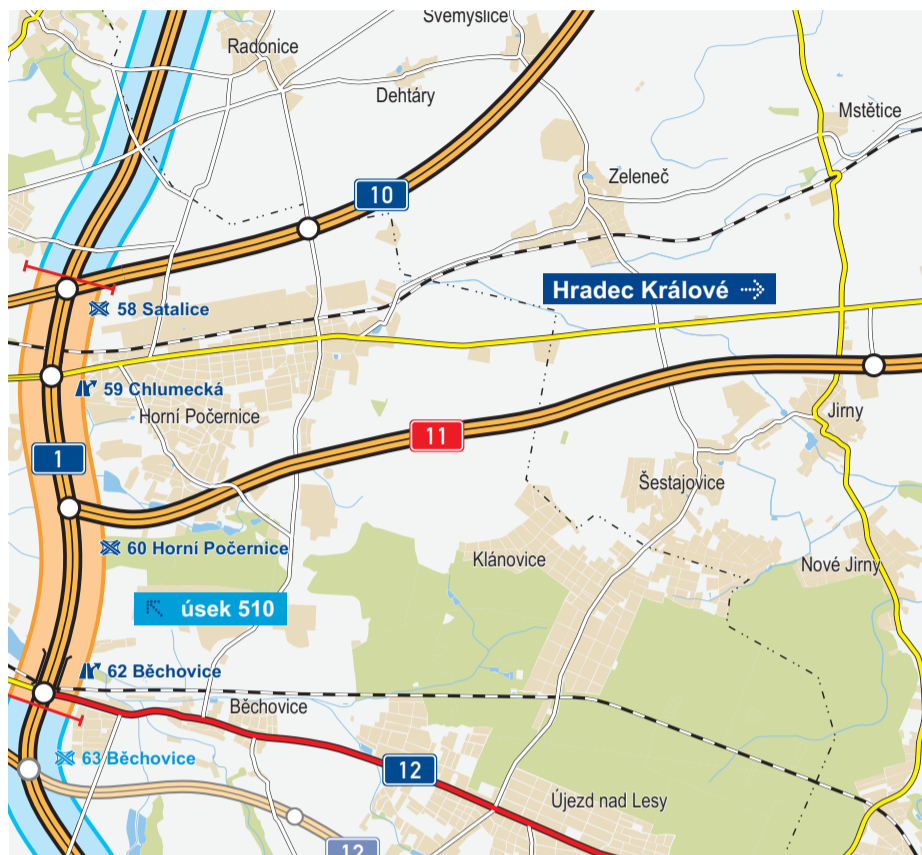 Svémyslice
Radonice
Dehtáry
Mstětice
Zeleneč
10
Hradec Králové
58 Satalice
59 Chlumecká
Horní Počernice
Jirny
11
1
Šestajovice
60 Horní Počernice
Klánovice
Nové Jirny
úsek 510
62 Běchovice
Běchovice
63 Běchovice
12
Újezd nad Lesy
12